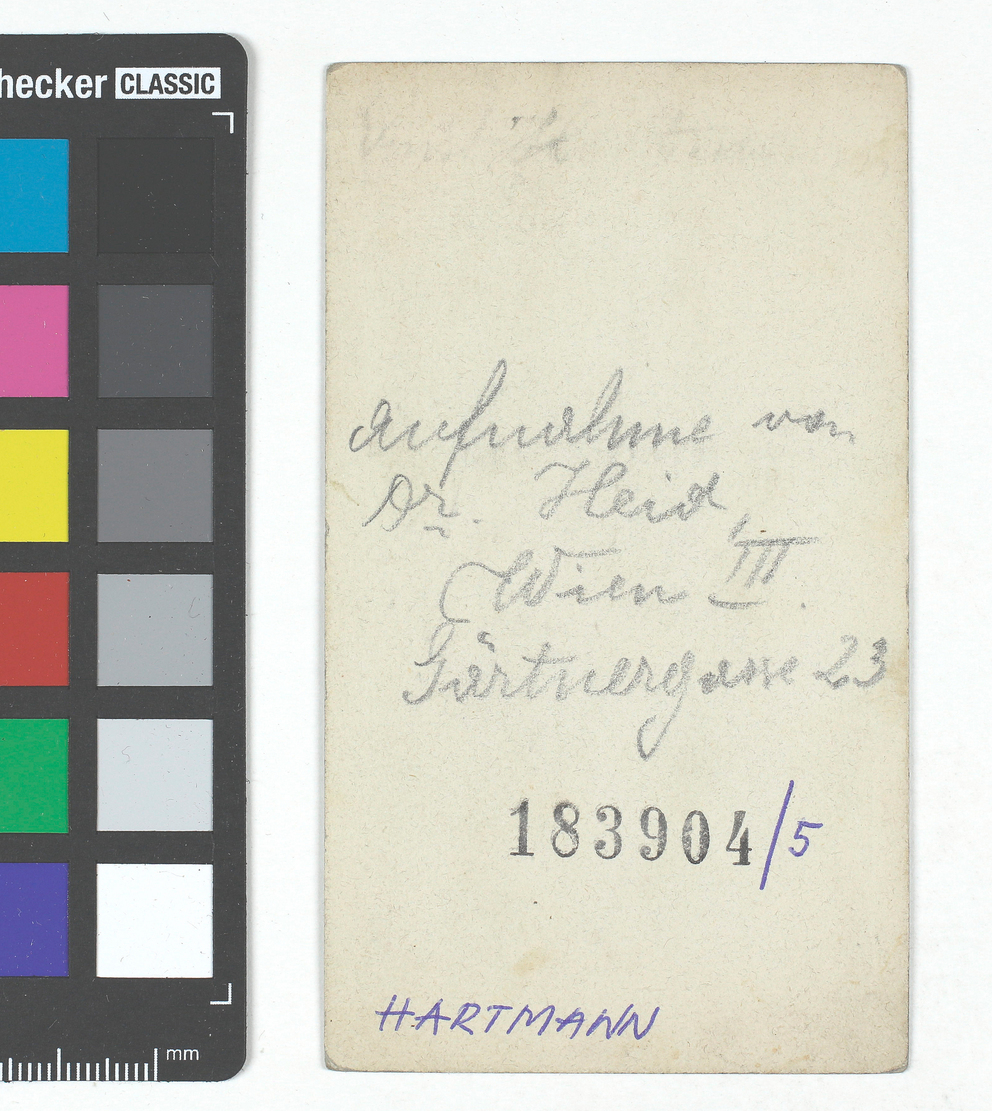 hecker CLASSIC
Aufnahme von
Dr. Heid,
Wien III.
Gärtnergasse 23
183904/5
HARTMANN
mm